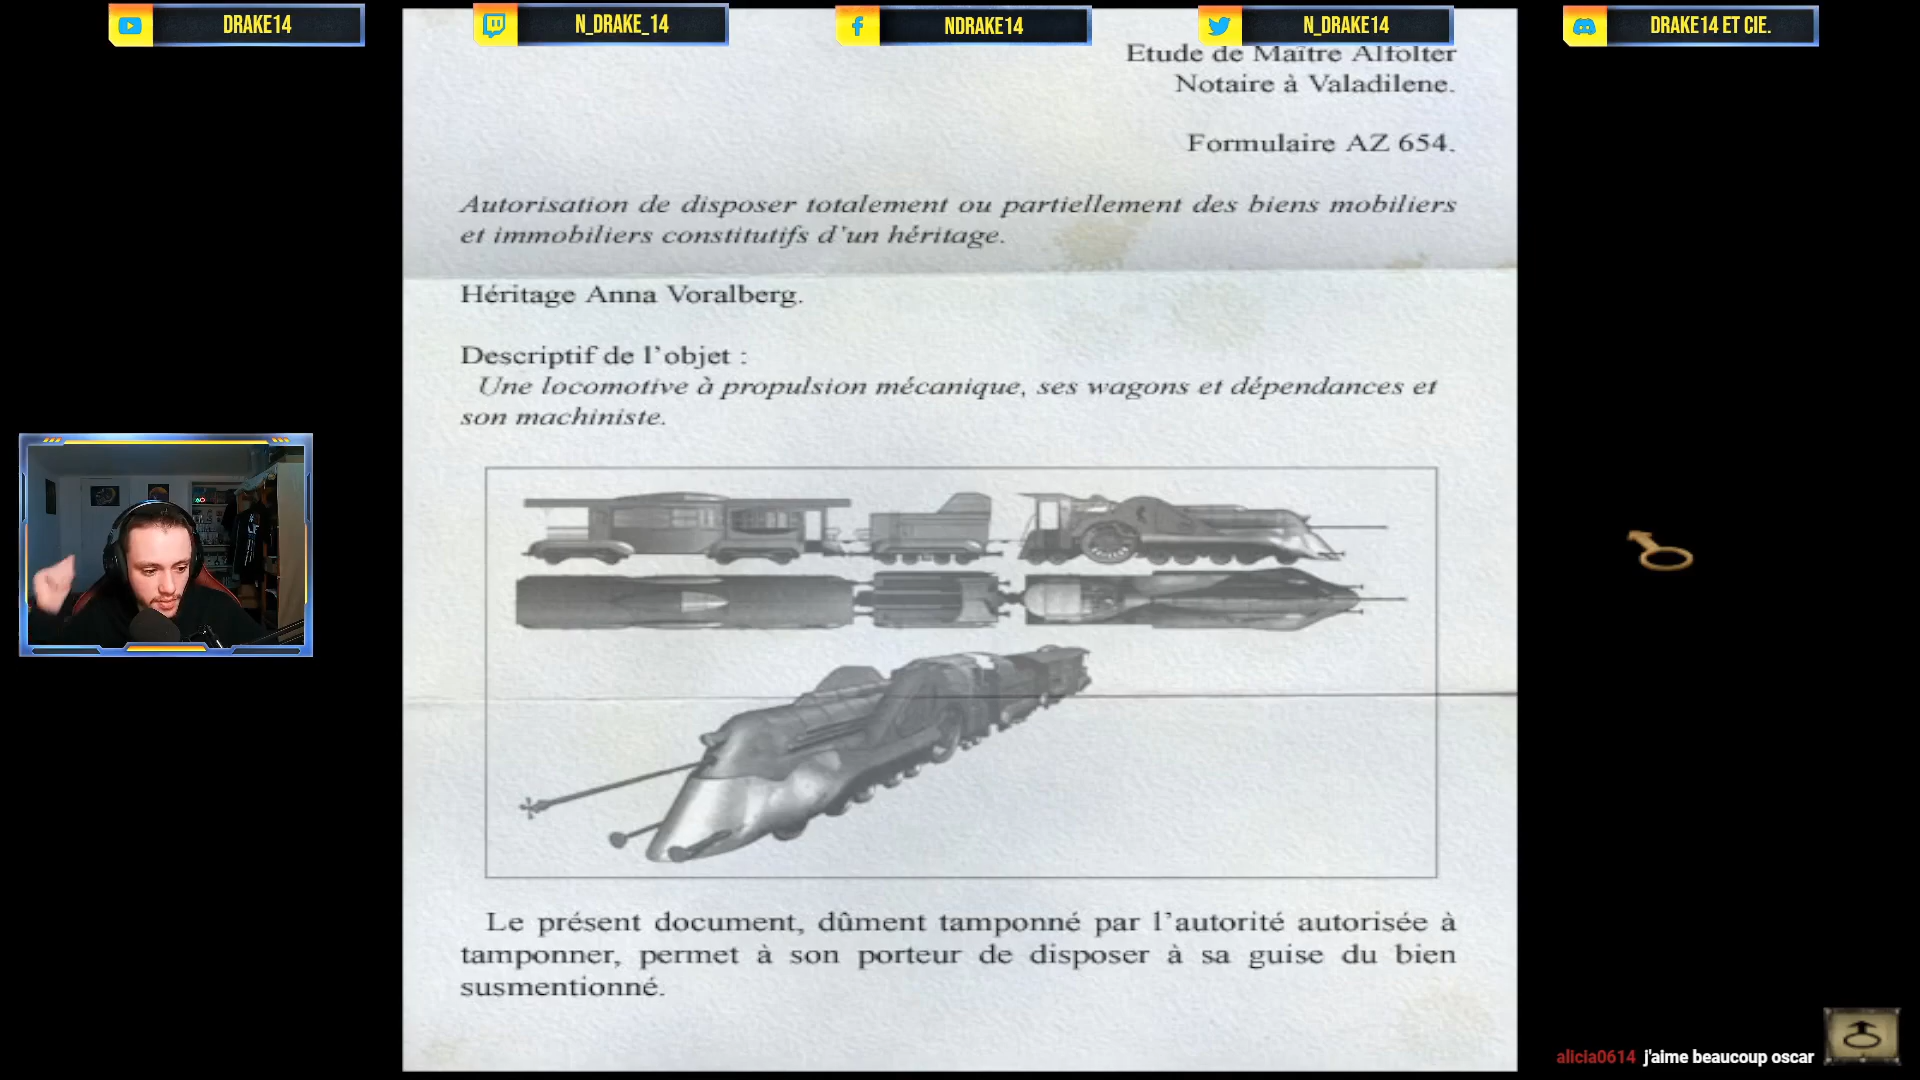 DRAKE14
N_DRAKE_14
NDRAKE14
N_DRAKE14
DRAKE14 ET CIE.
Etude de Maître Alfolter
Notaire à Valadilene.
Formulaire AZ 654.
Autorisation de disposer totalement ou partiellement des biens mobiliers
et immobiliers constitutifs d'un héritage.
Héritage Anna Voralberg.
Descriptif de l'objet :
Une locomotive à propulsion mécanique, ses wagons et dépendances et
son machiniste.
Le présent document, dûment tamponné par l'autorité autorisée à
tamponner, permet à son porteur de disposer à sa guise du bien
susmentionné.
alicia0614 j'aime beaucoup oscar